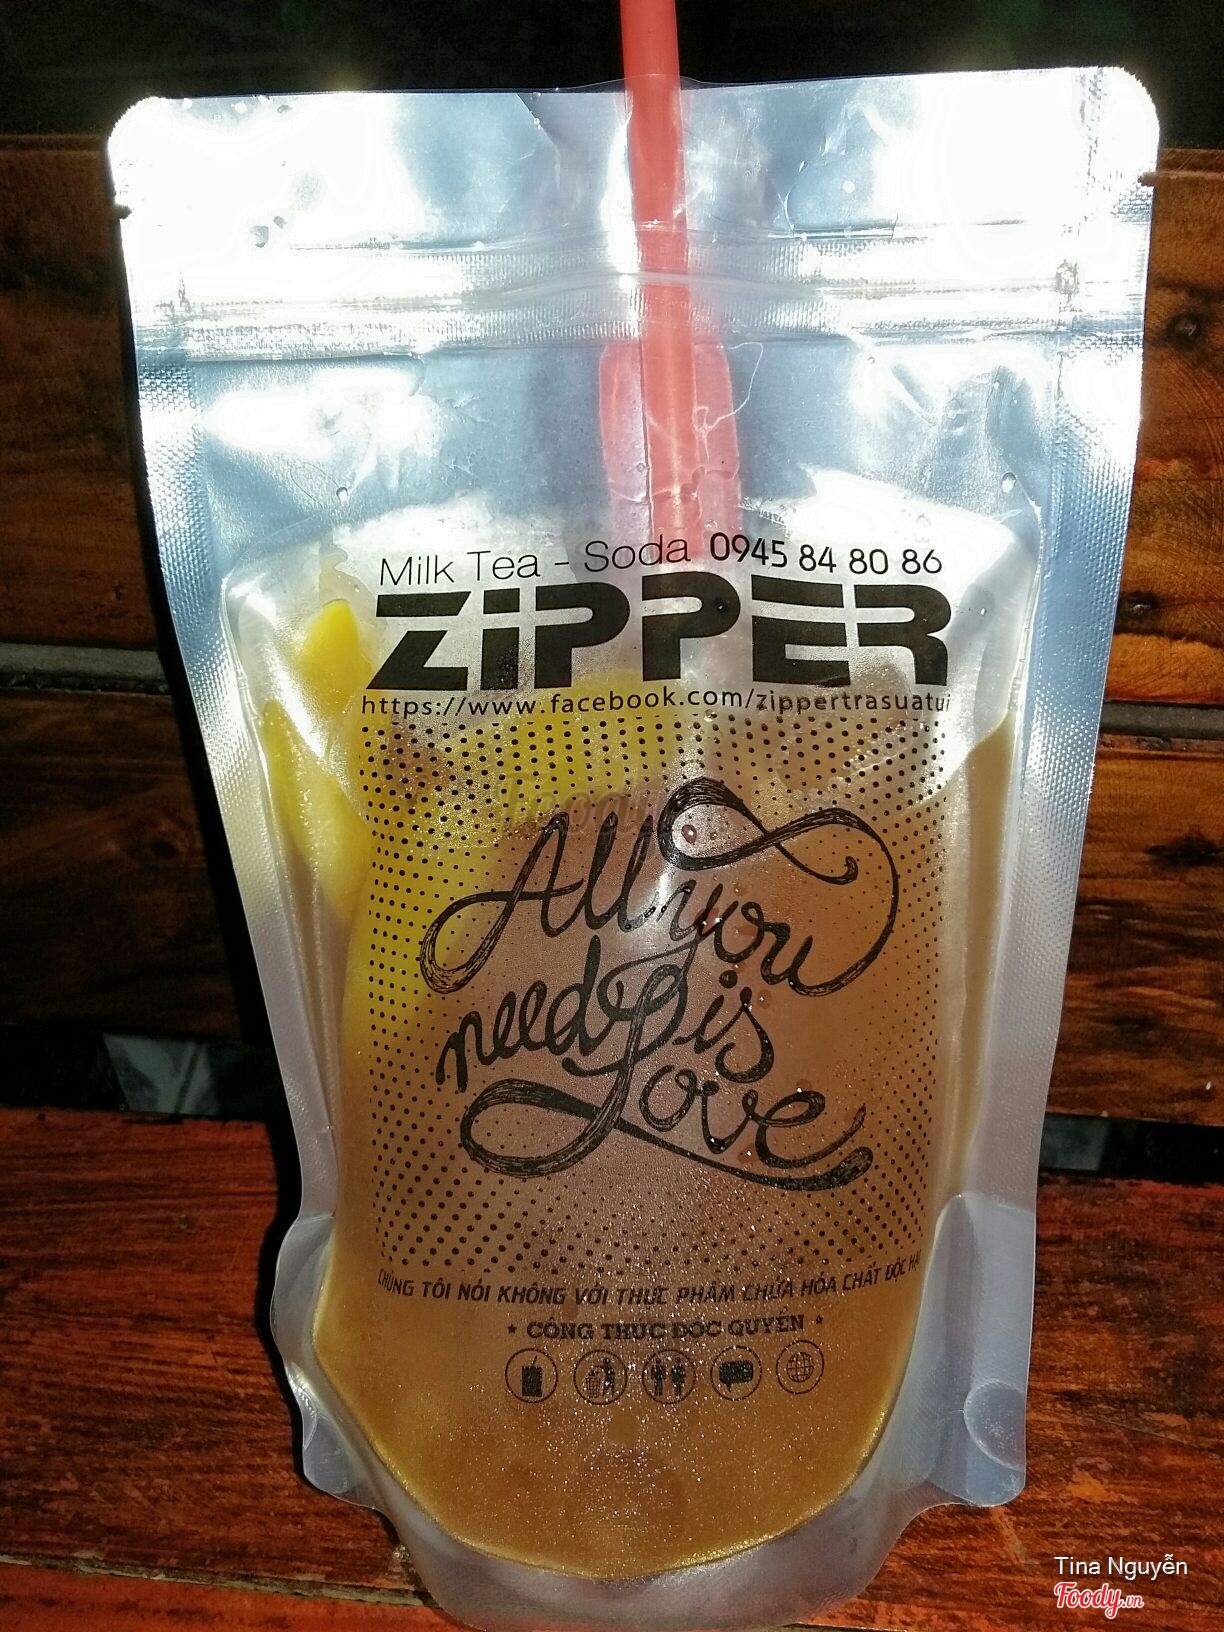 Milk Tea - Soda 0945 84 80 86
ZiPPER
https://www.facebook.com/zippertrasuatui
All you
need is
Love
CHÚNG TÔI NÓI KHÔNG VỚI THỰC PHẨM CHỨA HÓA CHẤT ĐỘC HẠI
* CÔNG THỨC ĐỘC QUYỀN *
Tina Nguyễn
Foody.vn